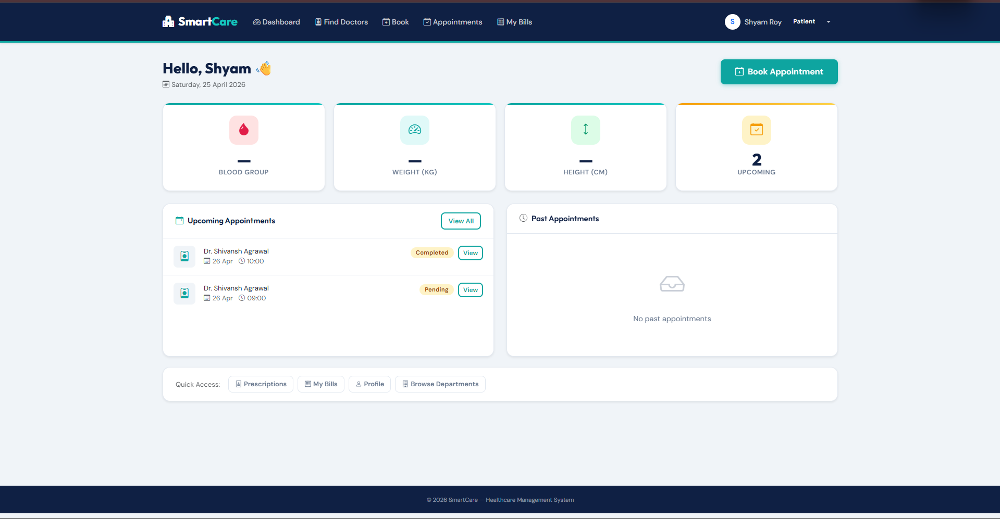 SmartCare Dashboard Find Doctors Book Appointments My Bills S Shyam Roy Patient
Hello, Shyam 👋
Saturday, 25 April 2026
Book Appointment
—
BLOOD GROUP
—
WEIGHT (KG)
—
HEIGHT (CM)
2
UPCOMING
Upcoming Appointments View All
Dr. Shivansh Agrawal
26 Apr 10:00
Completed View
Dr. Shivansh Agrawal
26 Apr 09:00
Pending View
Past Appointments
No past appointments
Quick Access: Prescriptions My Bills Profile Browse Departments
© 2026 SmartCare — Healthcare Management System